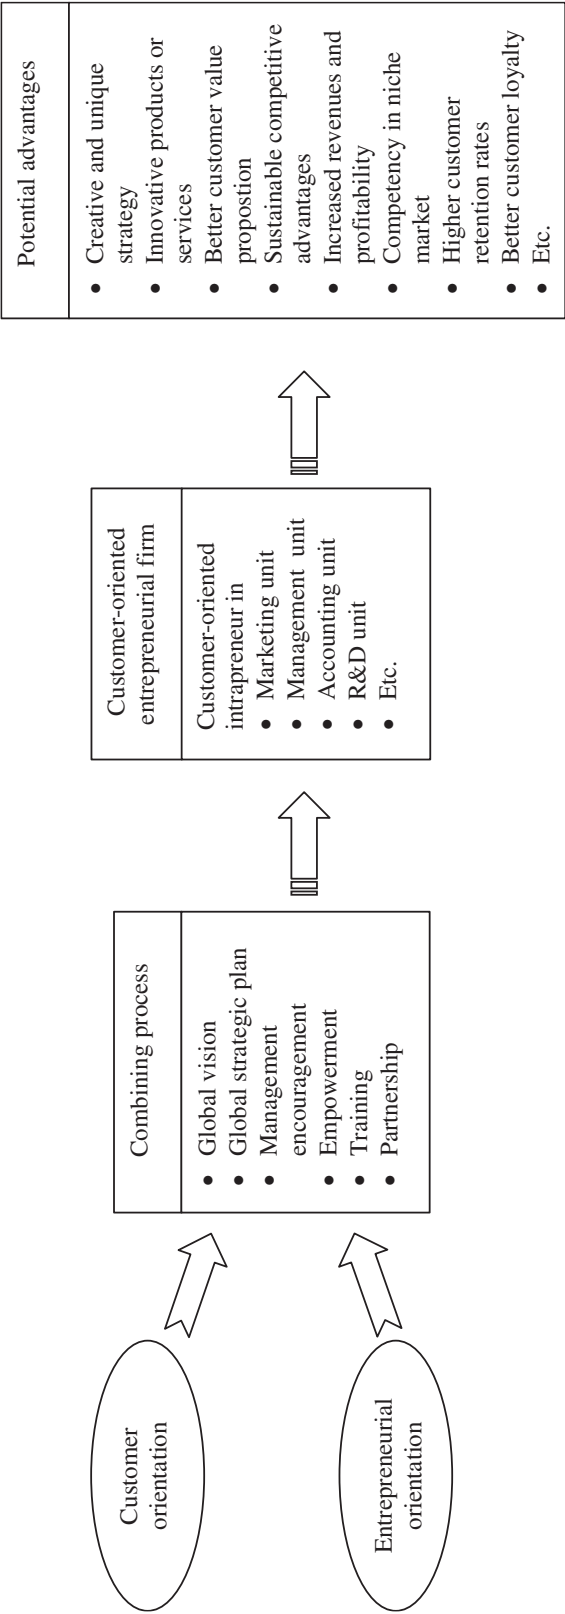 Customer
orientation
Entrepreneurial
orientation
Combining process
• Global vision
• Global strategic plan
• Management
encouragement
• Empowerment
• Training
• Partnership
Customer-oriented
entrepreneurial firm
Customer-oriented
intrapreneur in
• Marketing unit
• Management unit
• Accounting unit
• R&D unit
• Etc.
Potential advantages
• Creative and unique
strategy
• Innovative products or
services
• Better customer value
propostion
• Sustainable competitive
advantages
• Increased revenues and
profitability
• Competency in niche
market
• Higher customer
retention rates
• Better customer loyalty
• Etc.